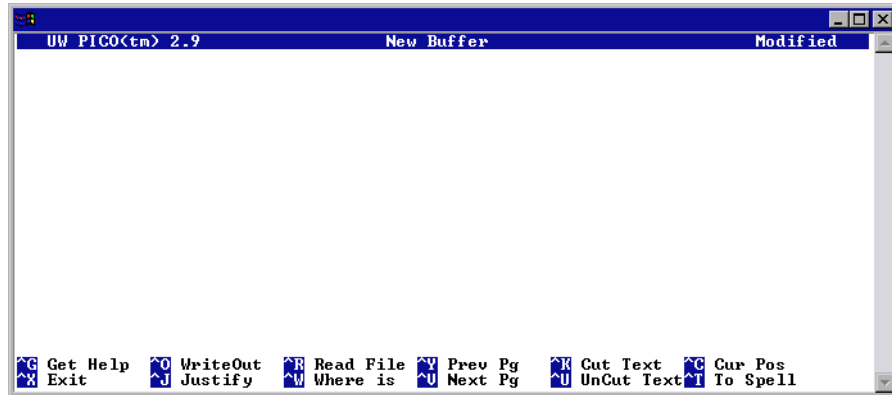 UW PICO(tm) 2.9 New Buffer Modified
^G Get Help ^O WriteOut ^R Read File ^Y Prev Pg ^K Cut Text ^C Cur Pos
^X Exit ^J Justify ^W Where is ^V Next Pg ^U UnCut Text ^T To Spell